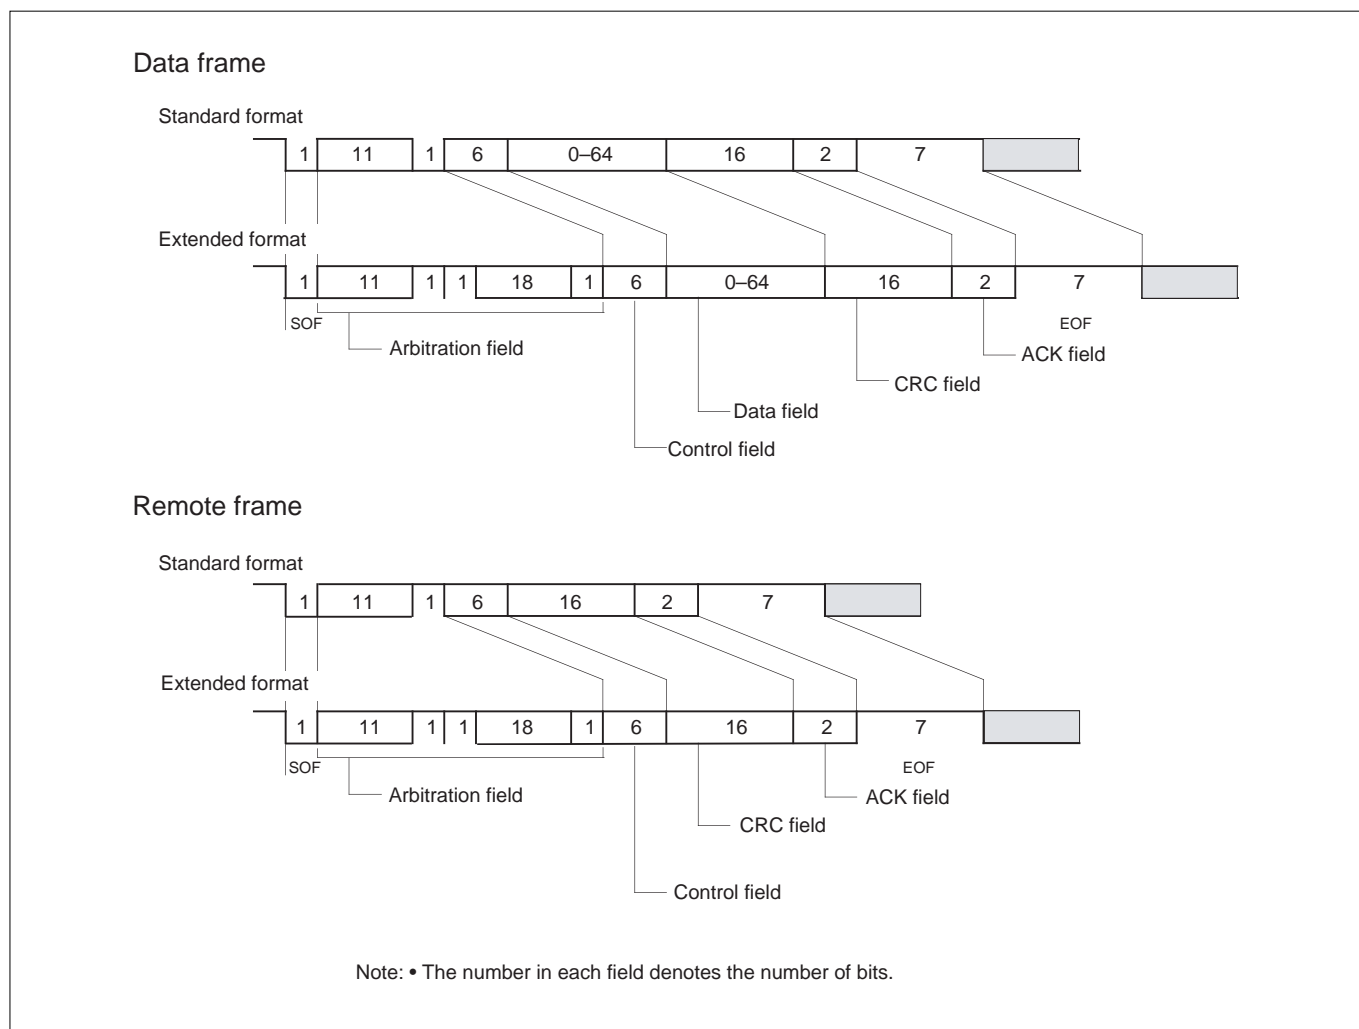 Data frame
Standard format
1 11 1 6 0–64 16 2 7
Extended format
1 11 1 1 18 1 6 0–64 16 2 7
SOF EOF
Arbitration field ACK field
CRC field
Data field
Control field
Remote frame
Standard format
1 11 1 6 16 2 7
Extended format
1 11 1 1 18 1 6 16 2 7
SOF EOF
Arbitration field ACK field
CRC field
Control field
Note: • The number in each field denotes the number of bits.